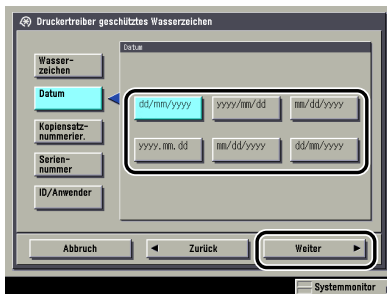 Druckertreiber geschütztes Wasserzeichen
Datum
Wasser-
zeichen
Datum
Kopiensatz-
nummerier.
Serien-
nummer
ID/Anwender
dd/mm/yyyy yyyy/mm/dd mm/dd/yyyy
yyyy.mm.dd mm/dd/yyyy dd/mm/yyyy
Abbruch Zurück Weiter
Systemmonitor